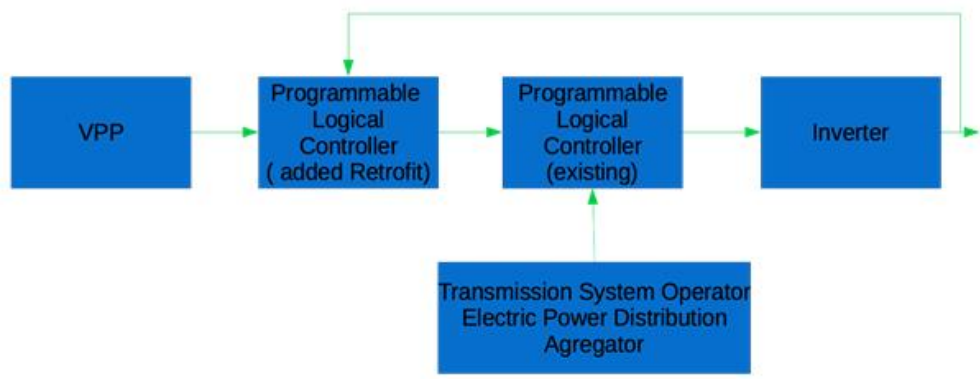 VPP
Programmable
Logical
Controller
( added Retrofit)
Programmable
Logical
Controller
(existing)
Inverter
Transmission System Operator
Electric Power Distribution
Agregator